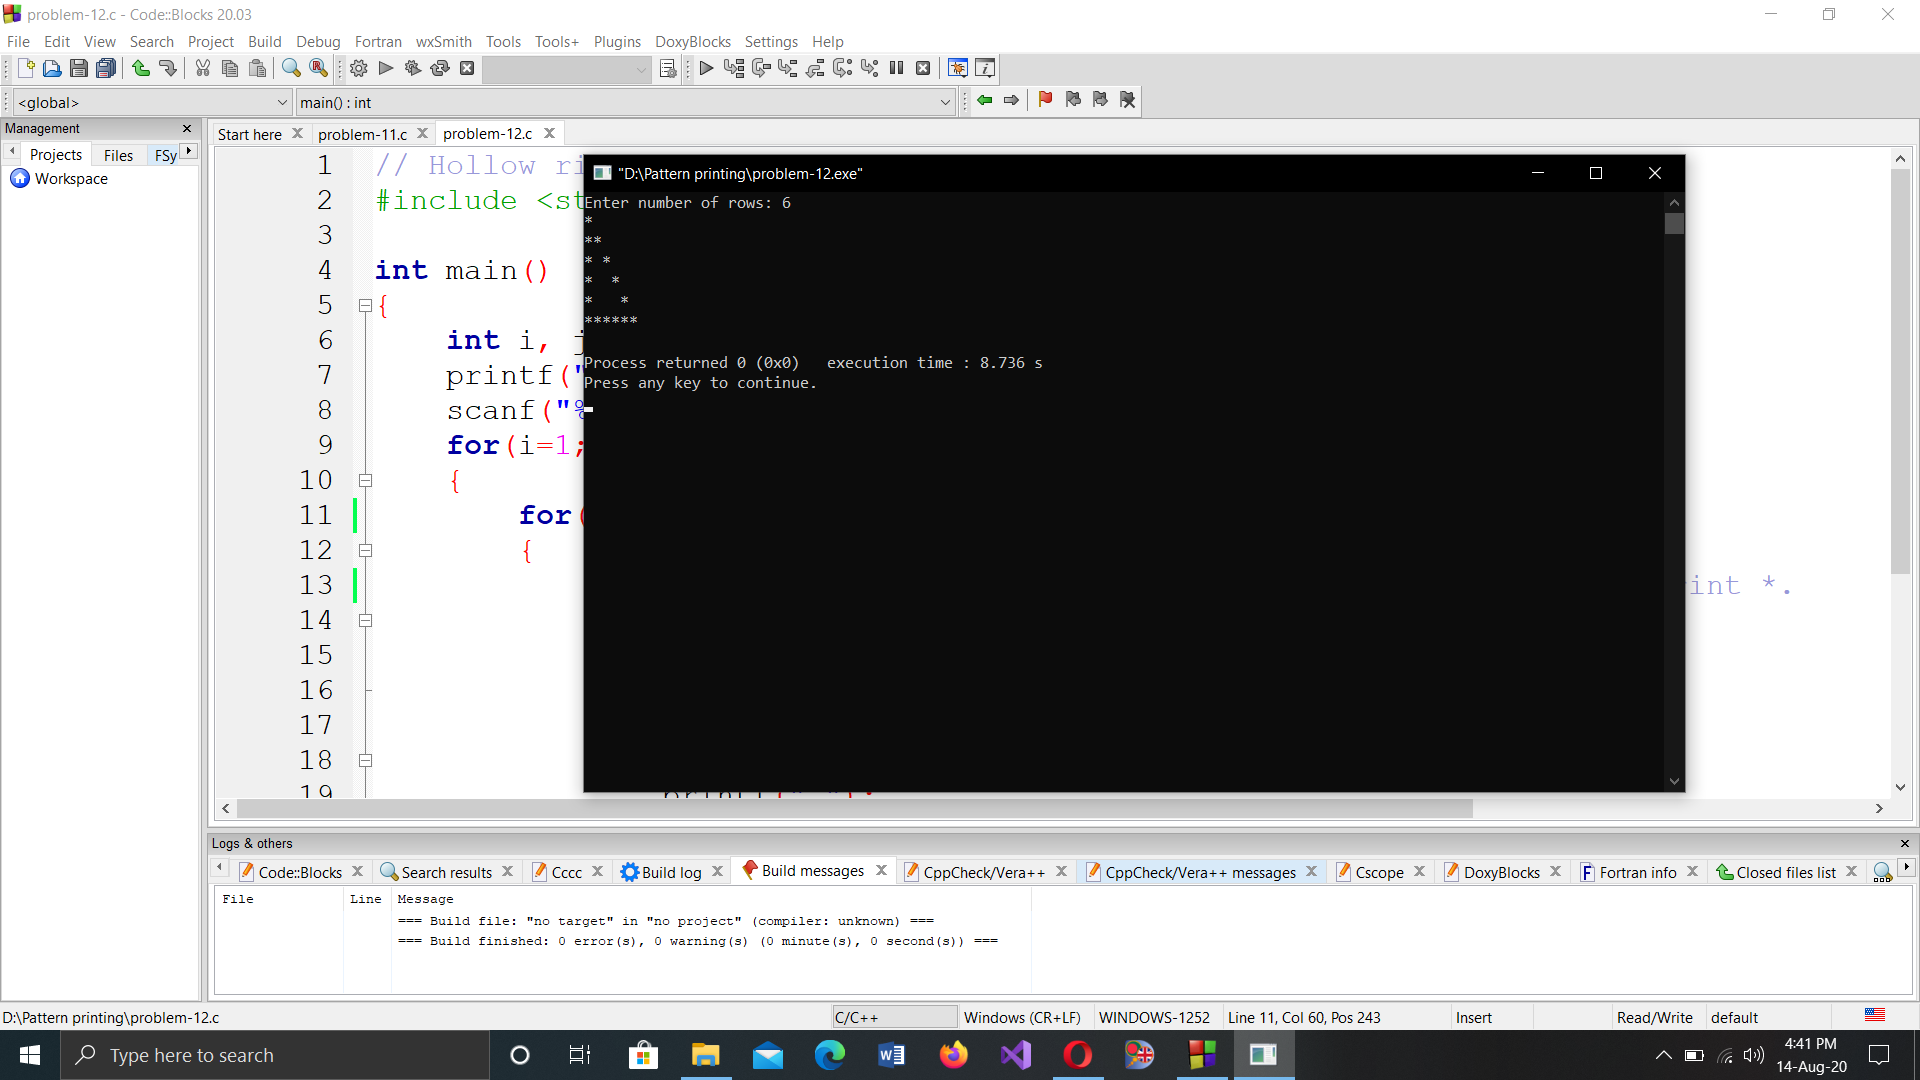 problem-12.c - Code::Blocks 20.03
File Edit View Search Project Build Debug Fortran wxSmith Tools Tools+ Plugins DoxyBlocks Settings Help
<global> main() : int
Management
Projects Files FSy
Workspace
Start here problem-11.c problem-12.c
1 // Hollow
2 #include
3
4 int main()
5 {
6 int i,
7 printf("
8 scanf("%
9 for(i=1;
10 {
11 for(
12 {
13 int *.
14
15
16
17
18
19
"D:\Pattern printing\problem-12.exe"
Enter number of rows: 6
*
**
* *
*  *
*   *
******
Process returned 0 (0x0)   execution time : 8.736 s
Press any key to continue.
Logs & others
Code::Blocks Search results Cccc Build log Build messages CppCheck/Vera++ CppCheck/Vera++ messages Cscope DoxyBlocks Fortran info Closed files list
File Line Message
=== Build file: "no target" in "no project" (compiler: unknown) ===
=== Build finished: 0 error(s), 0 warning(s) (0 minute(s), 0 second(s)) ===
D:\Pattern printing\problem-12.c C/C++ Windows (CR+LF) WINDOWS-1252 Line 11, Col 60, Pos 243 Insert Read/Write default
Type here to search
4:41 PM
14-Aug-20